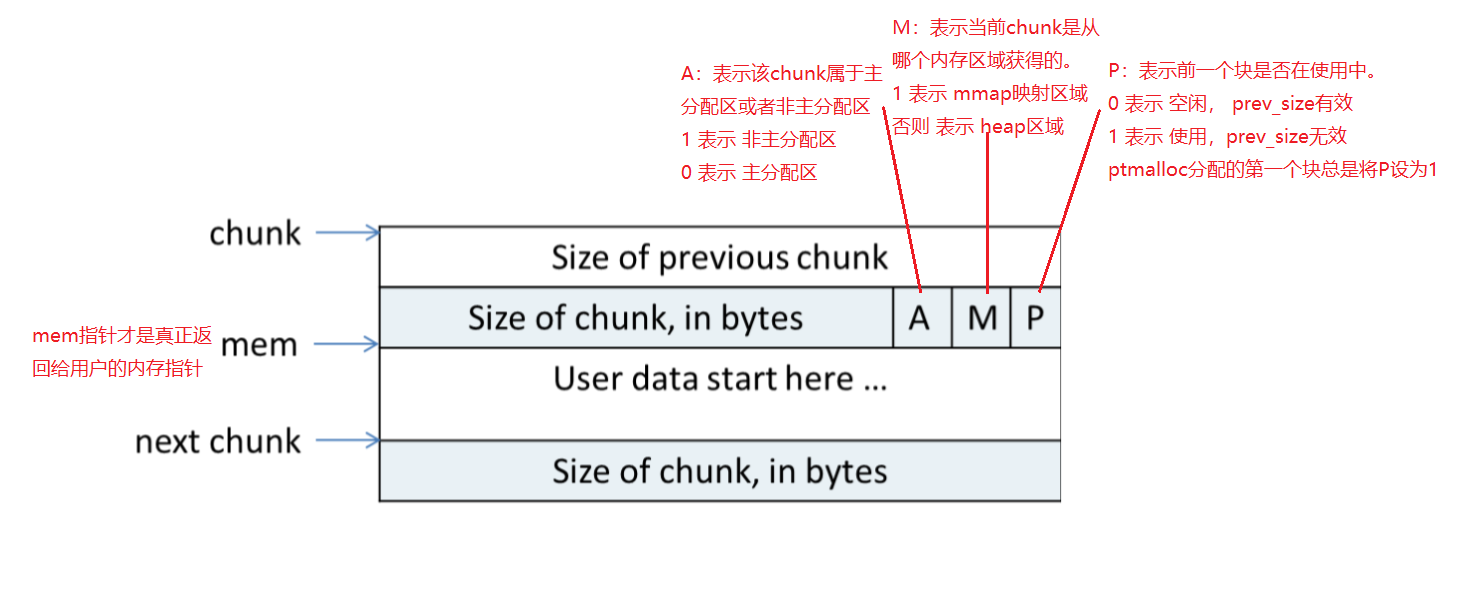 M：表示当前chunk是从
哪个内存区域获得的。
1 表示 mmap映射区域
否则 表示 heap区域
A：表示该chunk属于主
分配区或者非主分配区
1 表示 非主分配区
0 表示 主分配区
P：表示前一个块是否在使用中。
0 表示 空闲， prev_size有效
1 表示 使用，prev_size无效
ptmalloc分配的第一个块总是将P设为1
chunk
Size of previous chunk
Size of chunk, in bytes
A
M
P
mem指针才是真正返
回给用户的内存指针
mem
User data start here ...
next chunk
Size of chunk, in bytes